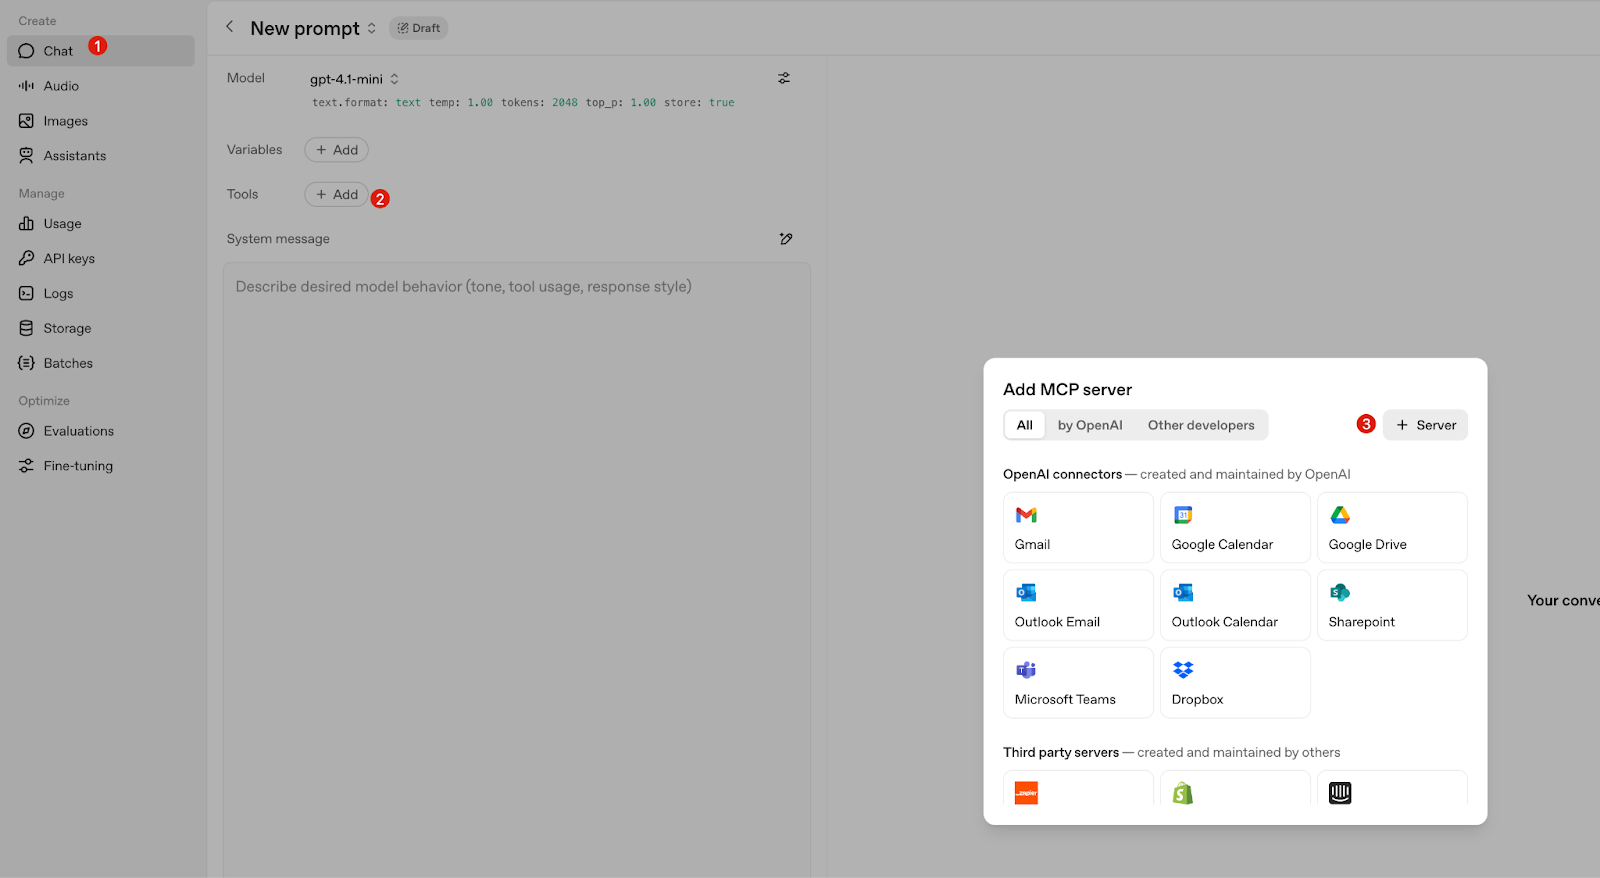 Create
Chat 1
Audio
Images
Assistants
Manage
Usage
API keys
Logs
Storage
Batches
Optimize
Evaluations
Fine-tuning
New prompt
Draft
Model
gpt-4.1-mini
text.format: text temp: 1.00 tokens: 2048 top_p: 1.00 store: true
Variables
+ Add
Tools
+ Add 2
System message
Describe desired model behavior (tone, tool usage, response style)
Add MCP server
All by OpenAI Other developers
3 + Server
OpenAI connectors — created and maintained by OpenAI
Gmail
31
Google Calendar
Google Drive
Outlook Email
Outlook Calendar
Sharepoint
Microsoft Teams
Dropbox
Third party servers — created and maintained by others
zapier
Your conve